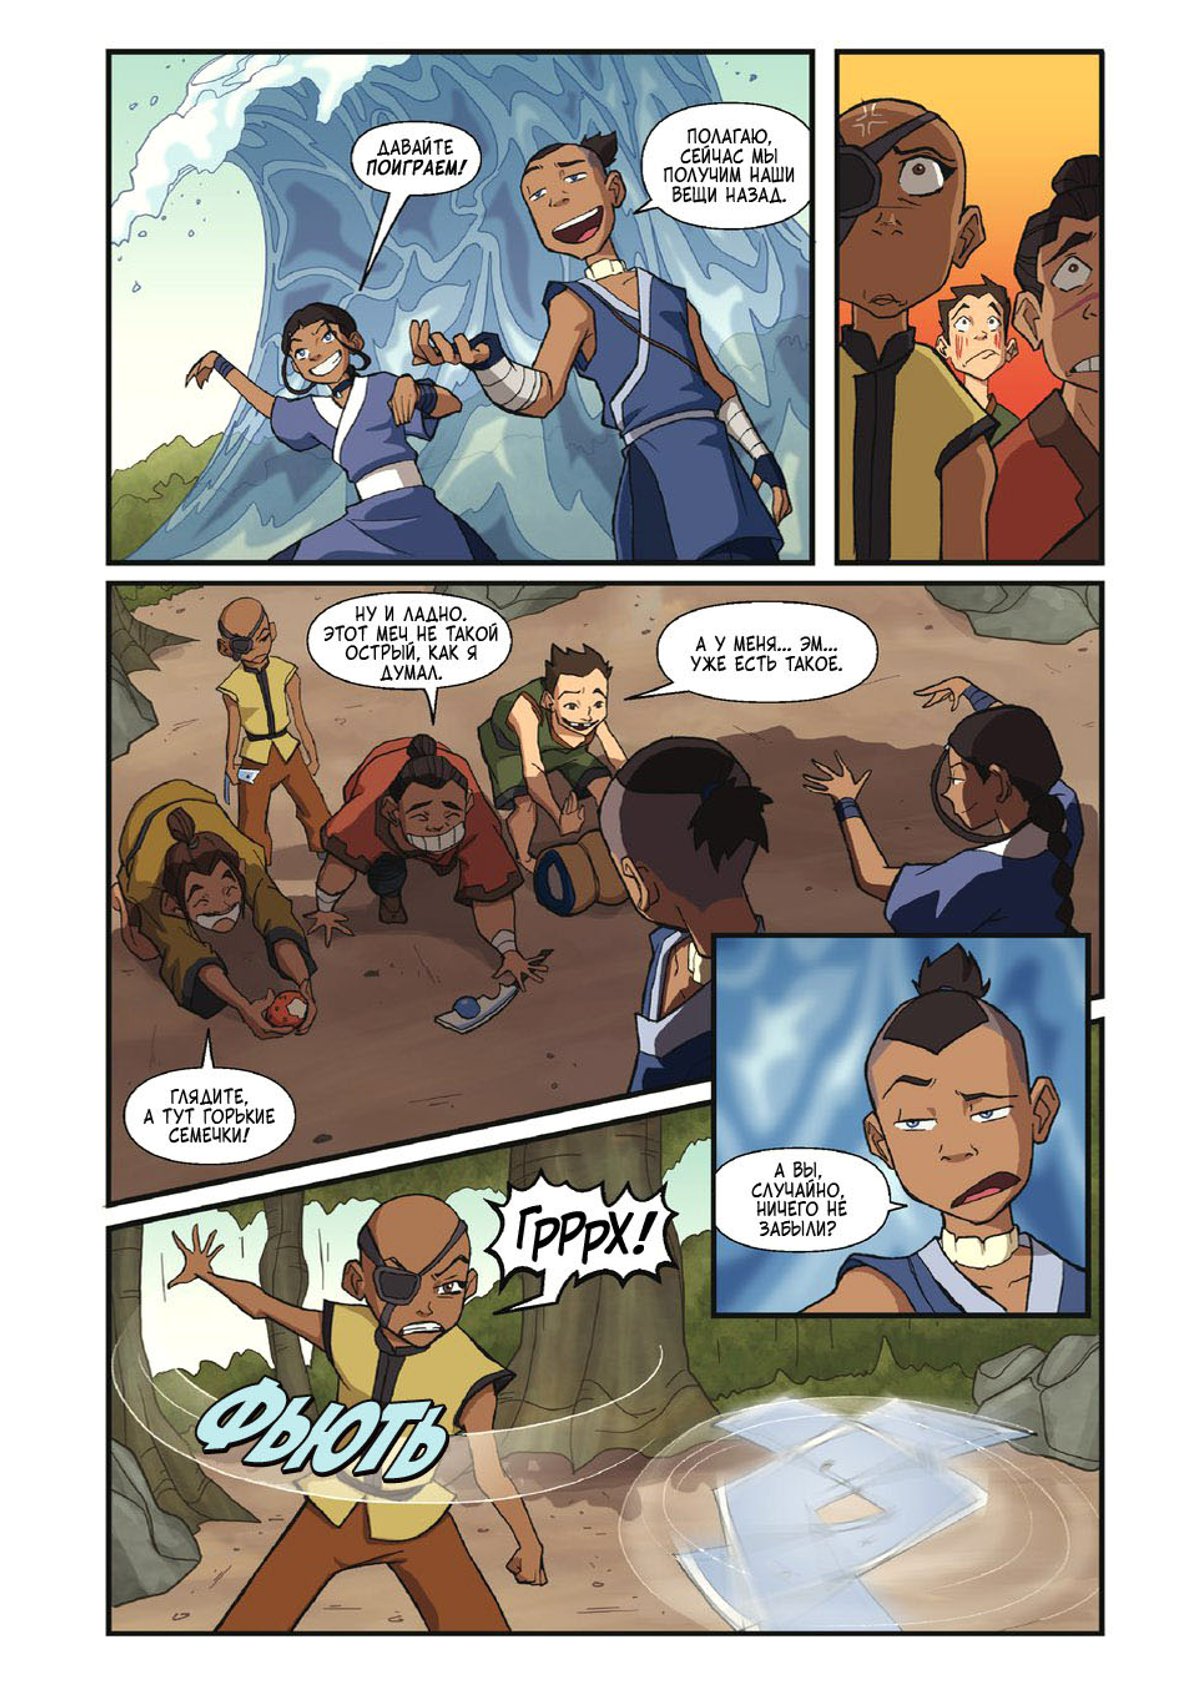 ДАВАЙТЕ
ПОИГРАЕМ!
ПОЛАГАЮ,
СЕЙЧАС МЫ
ПОЛУЧИМ НАШИ
ВЕЩИ НАЗАД.
НУ И ЛАДНО.
ЭТОТ МЕЧ НЕ ТАКОЙ
ОСТРЫЙ, КАК Я
ДУМАЛ.
А У МЕНЯ... ЭМ...
УЖЕ ЕСТЬ ТАКОЕ.
ГЛЯДИТЕ,
А ТУТ ГОРЬКИЕ
СЕМЕЧКИ!
А ВЫ,
СЛУЧАЙНО,
НИЧЕГО НЕ
ЗАБЫЛИ?
ГРРРХ!
ФЬЮТЬ